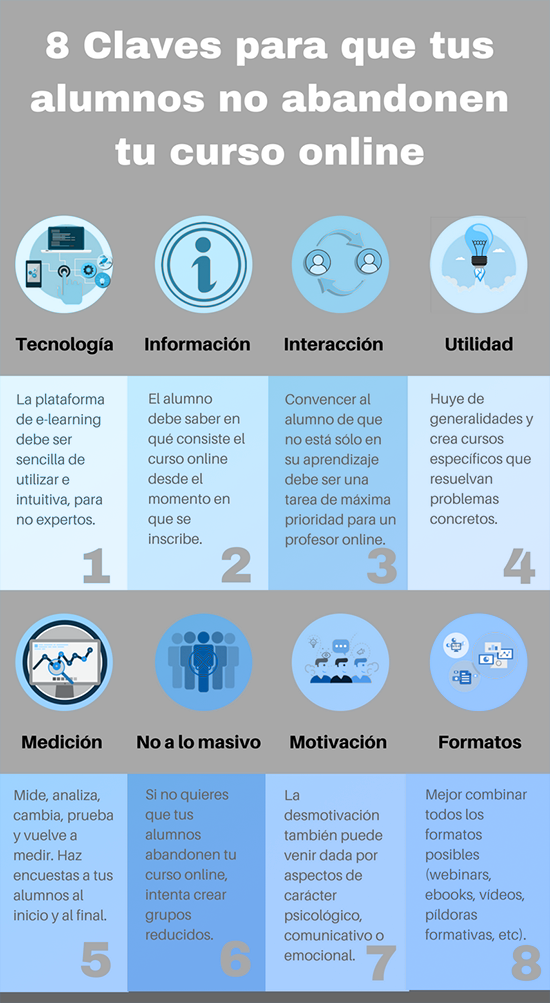 8 Claves para que tus
alumnos no abandonen
tu curso online
Tecnología
Información
Interacción
Utilidad
La plataforma
de e-learning
debe ser
sencilla de
utilizar e
intuitiva, para
no expertos.
1
El alumno
debe saber en
qué consiste el
curso online
desde el
momento en
que se
inscribe.
2
Convencer al
alumno de que
no está sólo en
su aprendizaje
debe ser una
tarea de máxima
prioridad para un
profesor online.
3
Huye de
generalidades y
crea cursos
específicos que
resuelvan
problemas
concretos.
4
Medición
No a lo masivo
Motivación
Formatos
Mide, analiza,
cambia, prueba
y vuelve a
medir. Haz
encuestas a tus
alumnos al
inicio y al final.
5
Si no quieres
que tus
alumnos
abandonen tu
curso online,
intenta crear
grupos
reducidos.
6
La
desmotivación
también puede
venir dada por
aspectos de
carácter
psicológico,
comunicativo o
emocional.
7
Mejor combinar
todos los
formatos
posibles
(webinars,
ebooks, vídeos,
píldoras
formativas, etc).
8